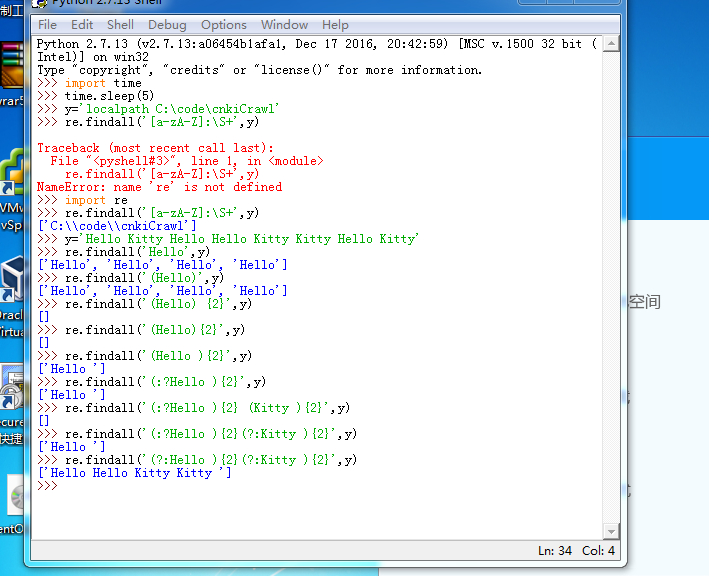 制工
Python 2.7.13 Shell
File Edit Shell Debug Options Window Help
Python 2.7.13 (v2.7.13:a06454b1afa1, Dec 17 2016, 20:42:59) [MSC v.1500 32 bit (
Intel)] on win32
Type "copyright", "credits" or "license()" for more information.
>>> import time
>>> time.sleep(5)
>>> y='localpath C:\code\cnkiCrawl'
>>> re.findall('[a-zA-Z]:\S+',y)
Traceback (most recent call last):
  File "<pyshell#3>", line 1, in <module>
    re.findall('[a-zA-Z]:\S+',y)
NameError: name 're' is not defined
>>> import re
>>> re.findall('[a-zA-Z]:\S+',y)
['C:\\code\\cnkiCrawl']
>>> y='Hello Kitty Hello Hello Kitty Kitty Hello Kitty'
>>> re.findall('Hello',y)
['Hello', 'Hello', 'Hello', 'Hello']
>>> re.findall('(Hello)',y)
['Hello', 'Hello', 'Hello', 'Hello']
>>> re.findall('(Hello) {2}',y)
[]
>>> re.findall('(Hello){2}',y)
[]
>>> re.findall('(Hello ){2}',y)
['Hello ']
>>> re.findall('(:?Hello ){2}',y)
['Hello ']
>>> re.findall('(:?Hello ){2} (Kitty ){2}',y)
[]
>>> re.findall('(:?Hello ){2}(?:Kitty ){2}',y)
['Hello ']
>>> re.findall('(?:Hello ){2}(?:Kitty ){2}',y)
['Hello Hello Kitty Kitty ']
>>>
Ln: 34 Col: 4
rar5
VMw
vSp
Orac
Virtua
ecure
快捷
entO
空间